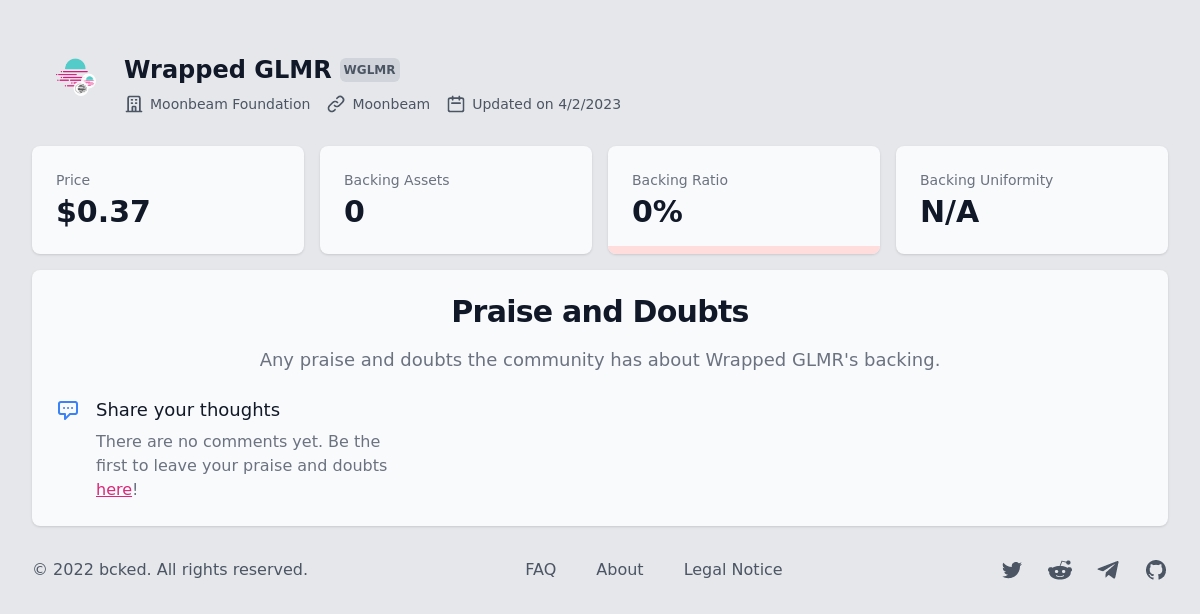 Wrapped GLMR WGLMR
Moonbeam Foundation Moonbeam Updated on 4/2/2023
Price
$0.37
Backing Assets
0
Backing Ratio
0%
Backing Uniformity
N/A
Praise and Doubts
Any praise and doubts the community has about Wrapped GLMR's backing.
Share your thoughts
There are no comments yet. Be the
first to leave your praise and doubts
here!
© 2022 bcked. All rights reserved.
FAQ About Legal Notice